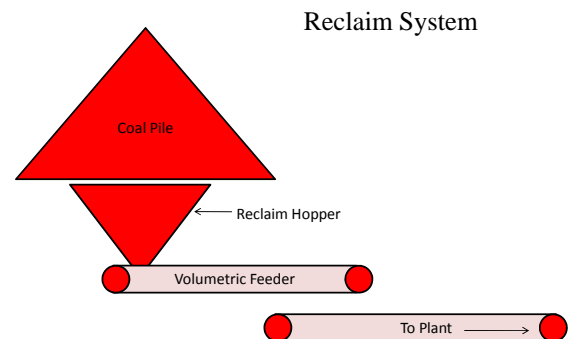 Reclaim System
Coal Pile
Reclaim Hopper
Volumetric Feeder
To Plant